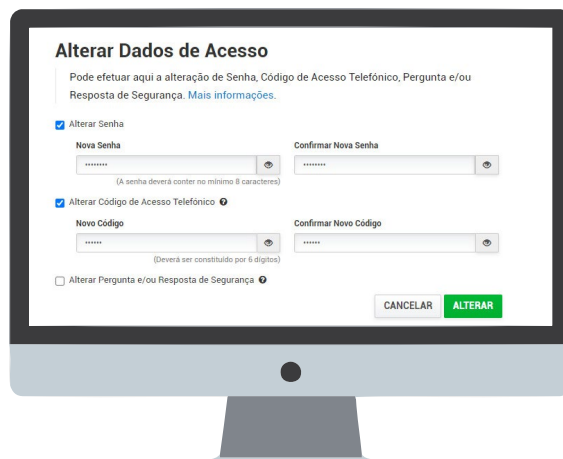 Alterar Dados de Acesso
Pode efetuar aqui a alteração de Senha, Código de Acesso Telefónico, Pergunta e/ou
Resposta de Segurança. Mais informações.
Alterar Senha
Nova Senha Confirmar Nova Senha
(A senha deverá conter no mínimo 8 caracteres)
Alterar Código de Acesso Telefónico
Novo Código Confirmar Novo Código
(Deverá ser constituído por 6 dígitos)
Alterar Pergunta e/ou Resposta de Segurança
CANCELAR ALTERAR